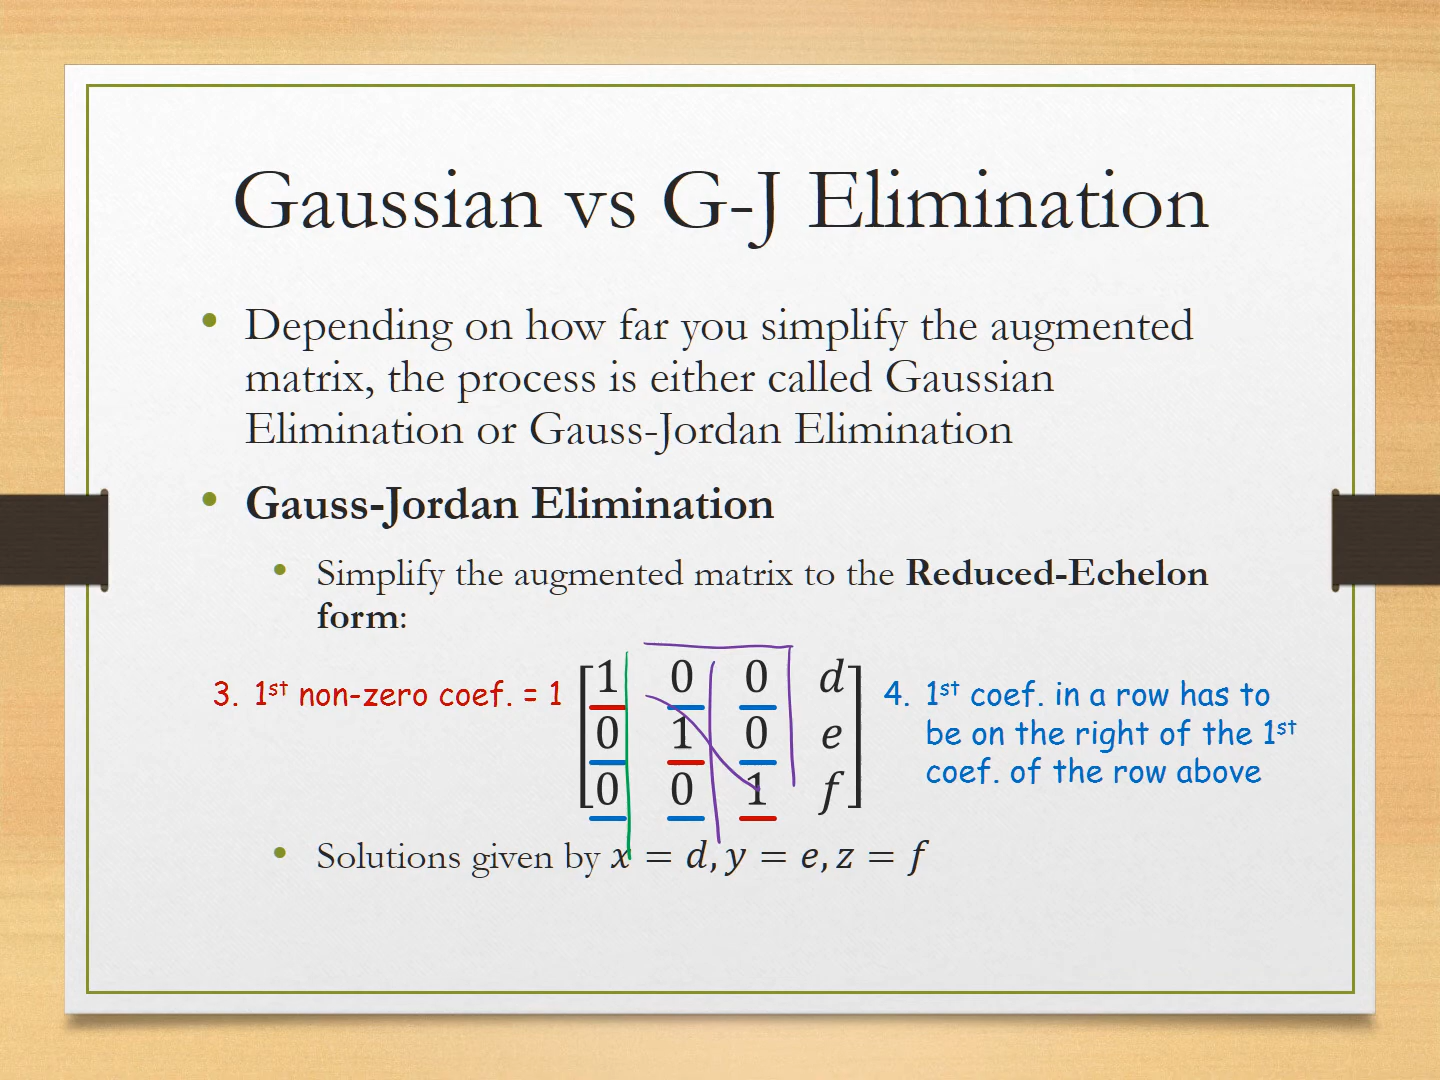 Gaussian vs G-J Elimination
• Depending on how far you simplify the augmented
matrix, the process is either called Gaussian
Elimination or Gauss-Jordan Elimination
• Gauss-Jordan Elimination
• Simplify the augmented matrix to the Reduced-Echelon
form:
3. 1st non-zero coef. = 1
[1 0 0 d
0 1 0 e
0 0 1 f]
4. 1st coef. in a row has to
be on the right of the 1st
coef. of the row above
• Solutions given by x = d, y = e, z = f